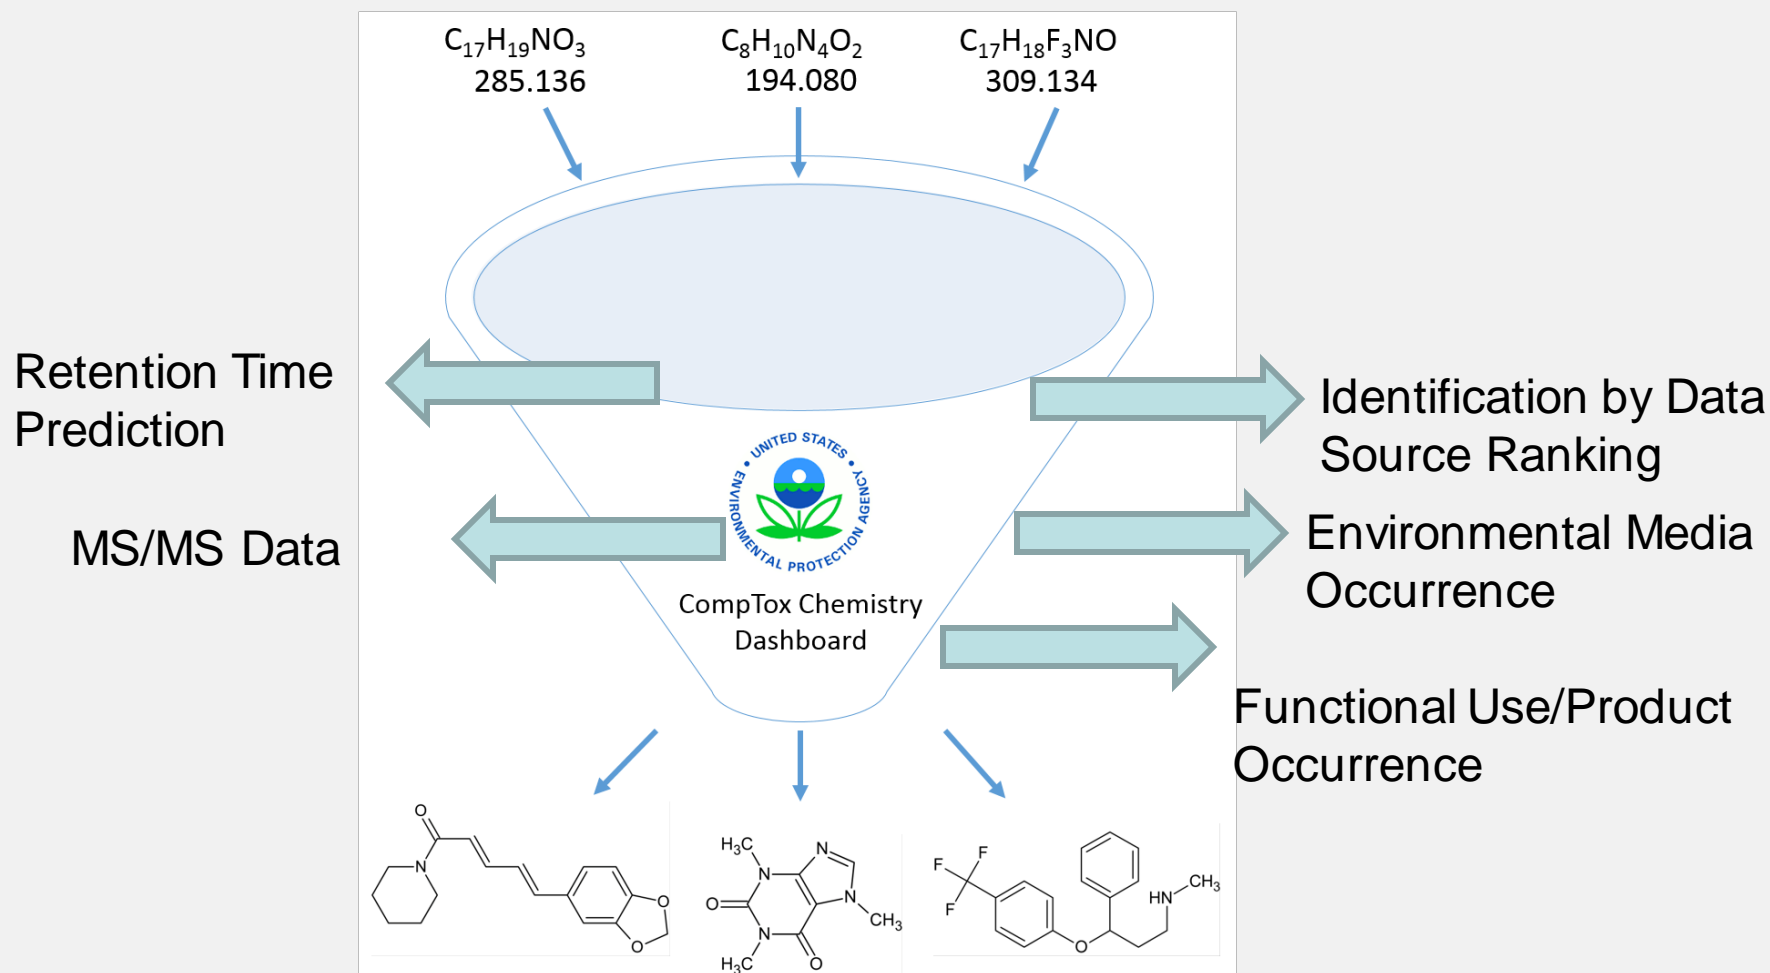 C₁₇H₁₉NO₃
285.136
C₈H₁₀N₄O₂
194.080
C₁₇H₁₈F₃NO
309.134
Retention Time
Prediction
MS/MS Data
Identification by Data
Source Ranking
Environmental Media
Occurrence
Functional Use/Product
Occurrence
UNITED STATES
ENVIRONMENTAL PROTECTION AGENCY
CompTox Chemistry
Dashboard
O
N
O
O
H₃C
N
N
O
N
CH₃
N
H₃C
O
F
F
F
O
HN
CH₃